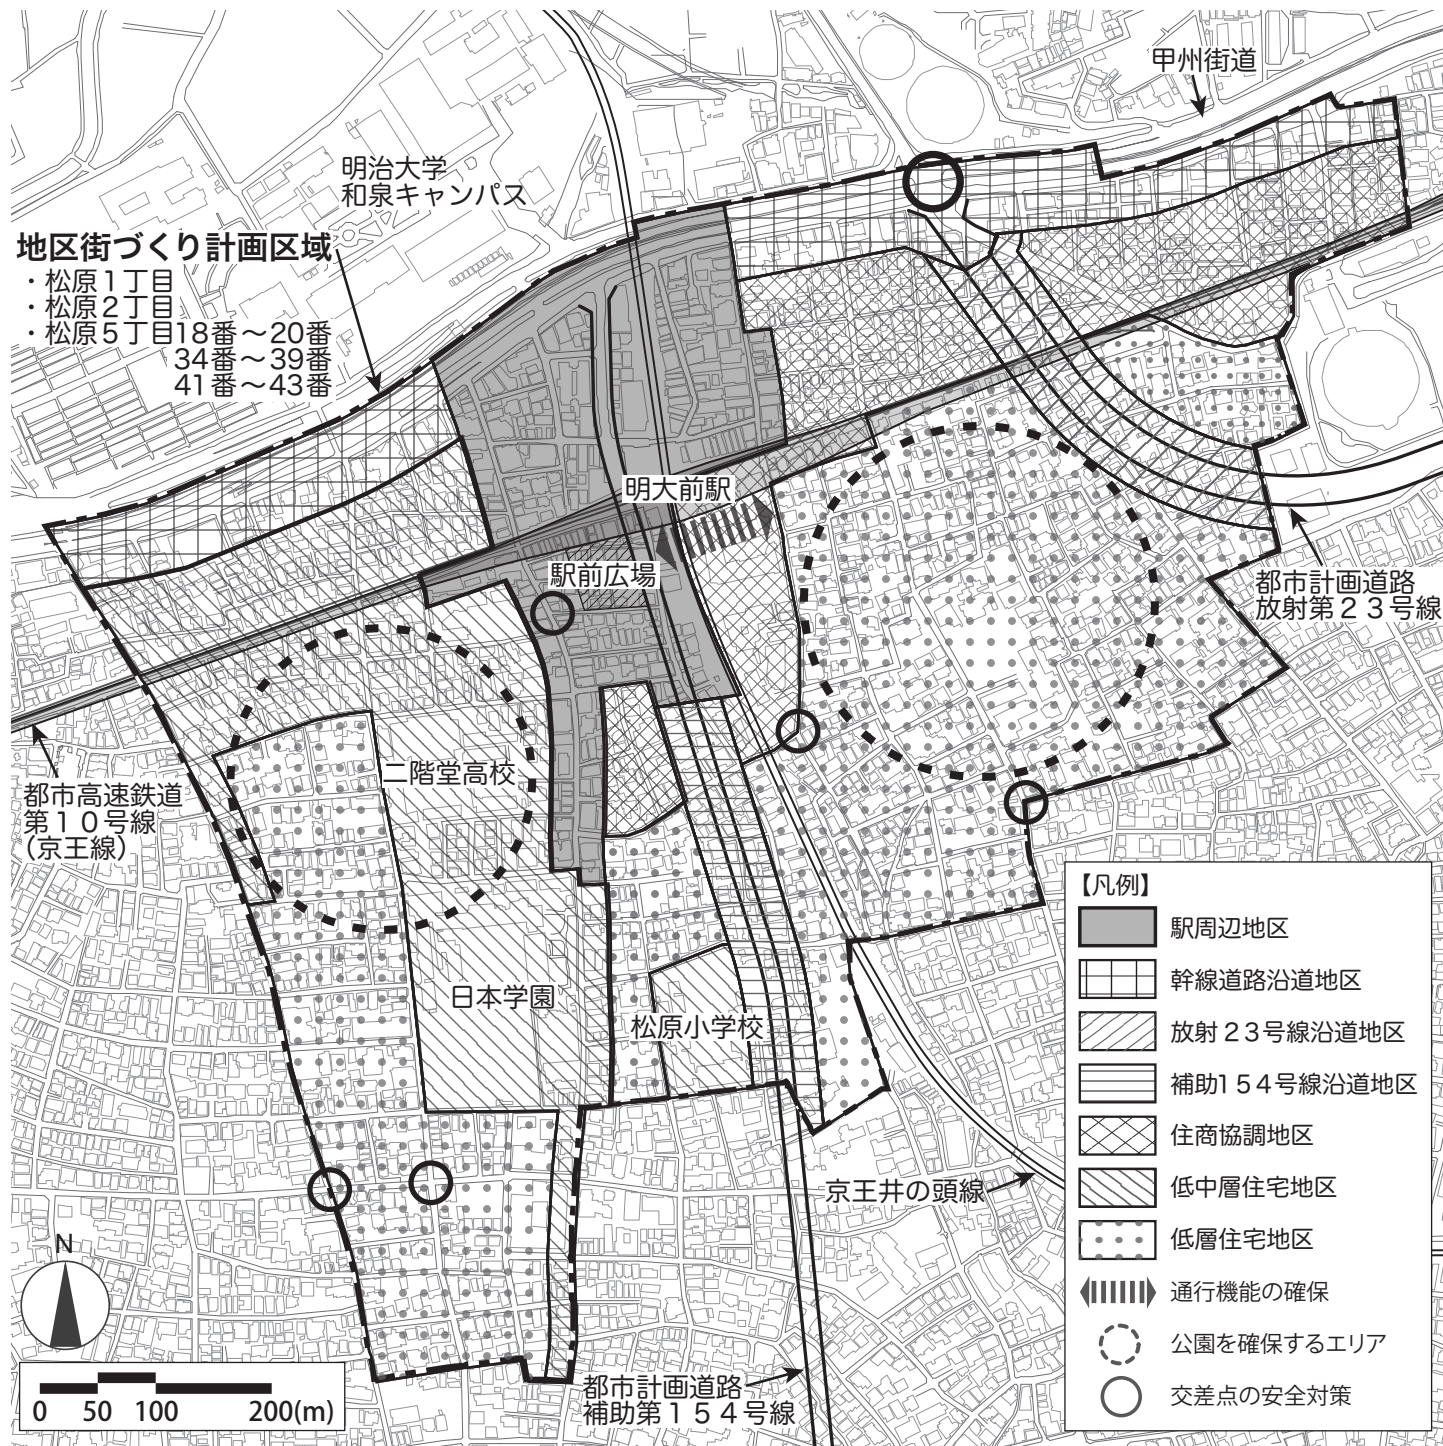 甲州街道
明治大学
和泉キャンパス
地区街づくり計画区域
・松原1丁目
・松原2丁目
・松原5丁目18番～20番
34番～39番
41番～43番
明大前駅
駅前広場
都市計画道路
放射第２３号線
二階堂高校
都市高速鉄道
第１０号線
（京王線）
日本学園
松原小学校
京王井の頭線
都市計画道路
補助第１５４号線
N
0 50 100 200(m)
【凡例】
駅周辺地区
幹線道路沿道地区
放射２３号線沿道地区
補助１５４号線沿道地区
住商協調地区
低中層住宅地区
低層住宅地区
通行機能の確保
公園を確保するエリア
交差点の安全対策